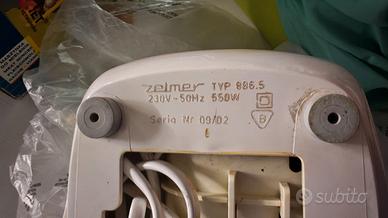 zelmer TYP 886.5
230V~50Hz 550W
Seria Nr 09/02
B
subito